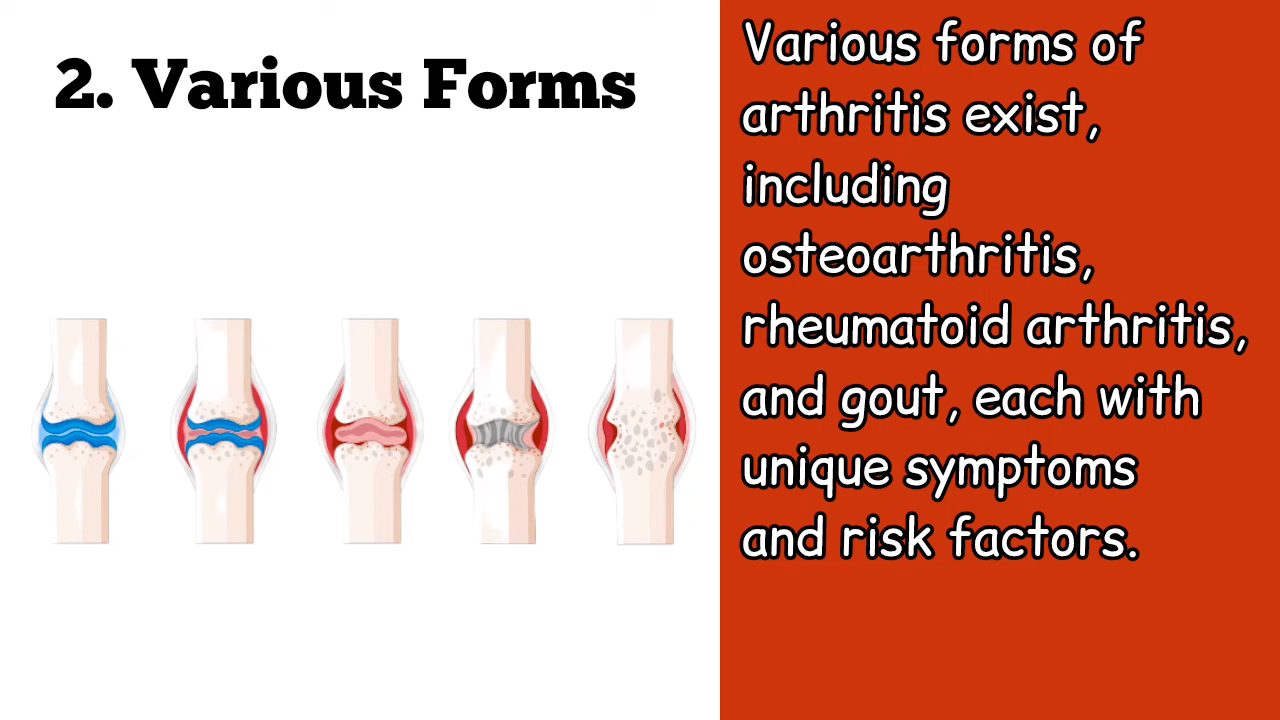 2. Various Forms
Various forms of
arthritis exist,
including
osteoarthritis,
rheumatoid arthritis,
and gout, each with
unique symptoms
and risk factors.